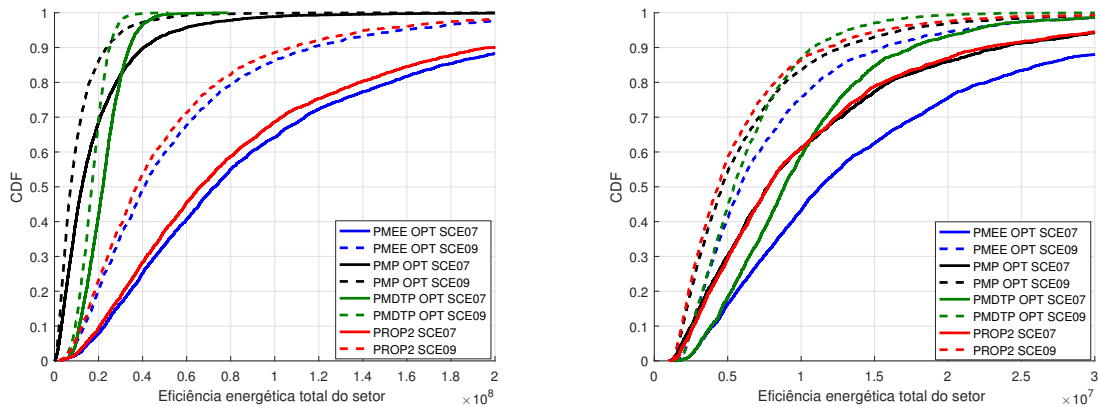 1
0.9
0.8
0.7
0.6
0.5
0.4
0.3
0.2
0.1
0
CDF
0 0.2 0.4 0.6 0.8 1 1.2 1.4 1.6 1.8 2
Eficiência energética total do setor
×10^8
PMEE OPT SCE07
PMEE OPT SCE09
PMP OPT SCE07
PMP OPT SCE09
PMDTP OPT SCE07
PMDTP OPT SCE09
PROP2 SCE07
PROP2 SCE09
1
0.9
0.8
0.7
0.6
0.5
0.4
0.3
0.2
0.1
0
CDF
0 0.5 1 1.5 2 2.5 3
Eficiência energética total do setor
×10^7
PMEE OPT SCE07
PMEE OPT SCE09
PMP OPT SCE07
PMP OPT SCE09
PMDTP OPT SCE07
PMDTP OPT SCE09
PROP2 SCE07
PROP2 SCE09